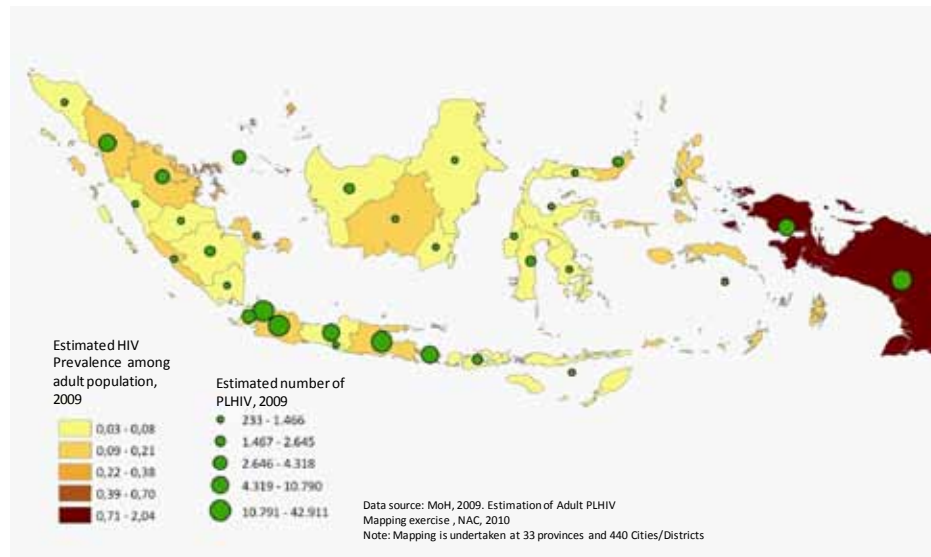 Estimated HIV
Prevalence among
adult population,
2009
0,03 - 0,08
0,09 - 0,21
0,22 - 0,38
0,39 - 0,70
0,71 - 2,04
Estimated number of
PLHIV, 2009
233 - 1.466
1.467 - 2.645
2.646 - 4.318
4.319 - 10.790
10.791 - 42.911
Data source: MoH, 2009. Estimation of Adult PLHIV
Mapping exercise , NAC, 2010
Note: Mapping is undertaken at 33 provinces and 440 Cities/Districts